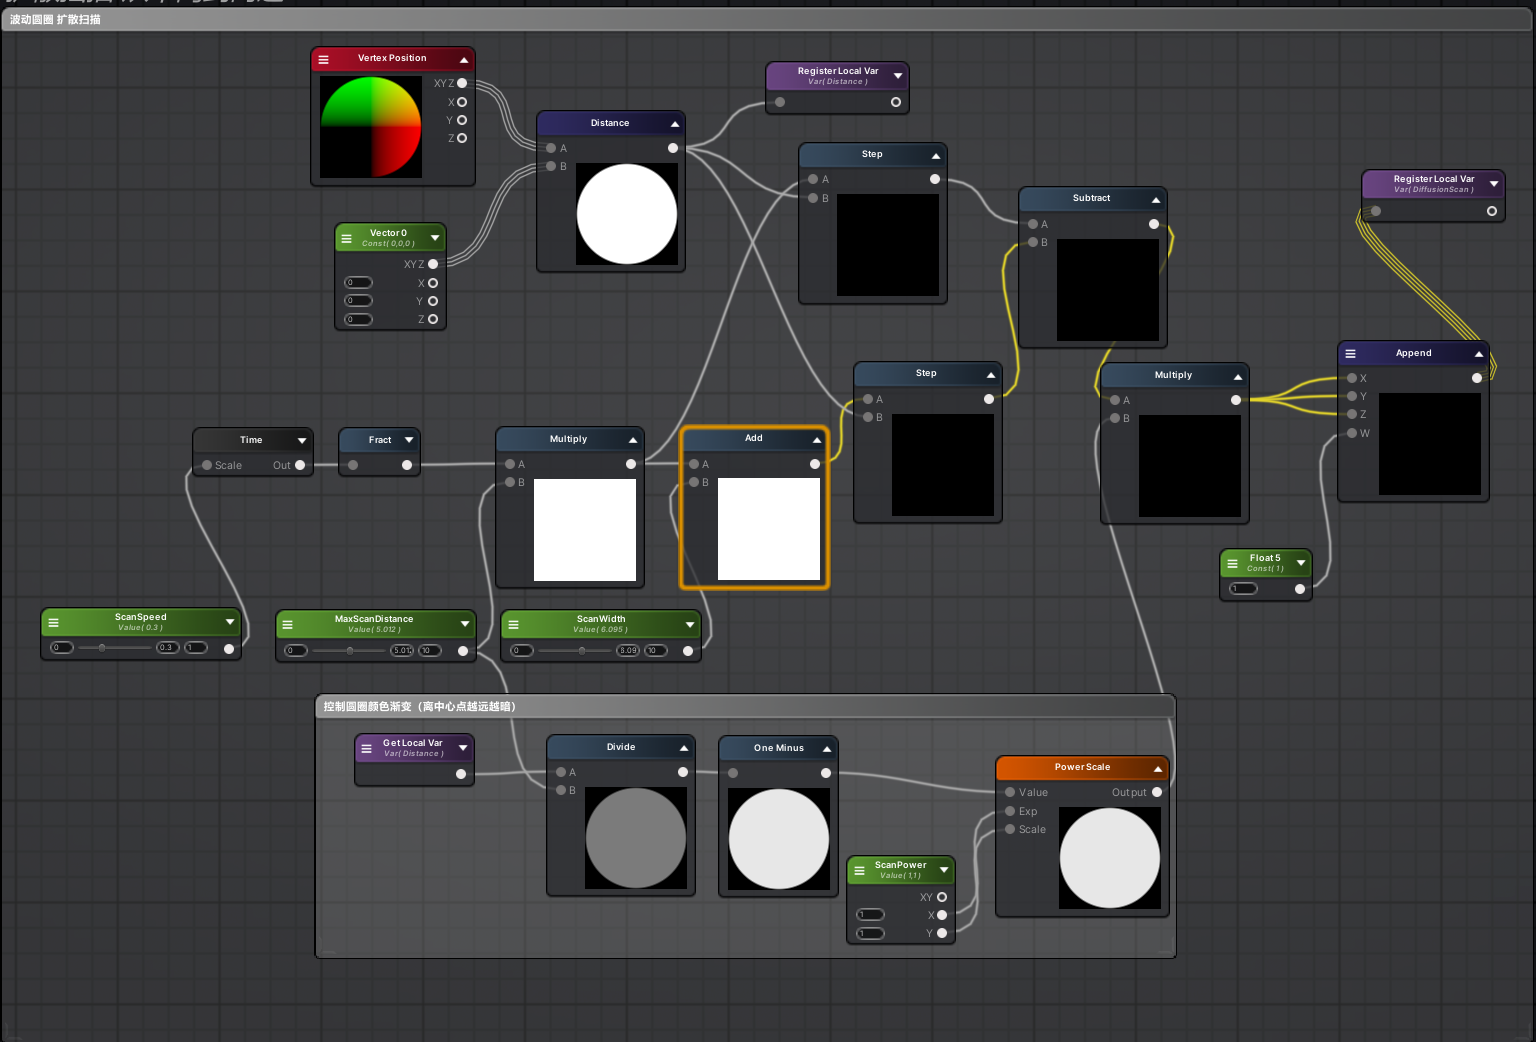 波动圆圈 扩散扫描
Vertex Position
XYZ
X
Y
Z
Vector 0
Const( 0,0,0 )
XYZ
0 X
0 Y
0 Z
Distance
A
B
Register Local Var
Var( Distance )
Step
A
B
Subtract
A
B
Register Local Var
Var( DiffusionScan )
Step
A
B
Multiply
A
B
Append
X
Y
Z
W
Time
Scale Out
Fract
Multiply
A
B
Add
A
B
Float 5
Const( 1 )
1
ScanSpeed
Value( 0.3 )
0 0.3 1
MaxScanDistance
Value( 5.012 )
0 5.01 10
ScanWidth
Value( 6.095 )
0 10
控制圆圈颜色渐变（离中心点越远越暗）
Get Local Var
Var( Distance )
Divide
A
B
One Minus
Power Scale
Value Output
Exp
Scale
ScanPower
Value( 1,1 )
XY
1 X
1 Y